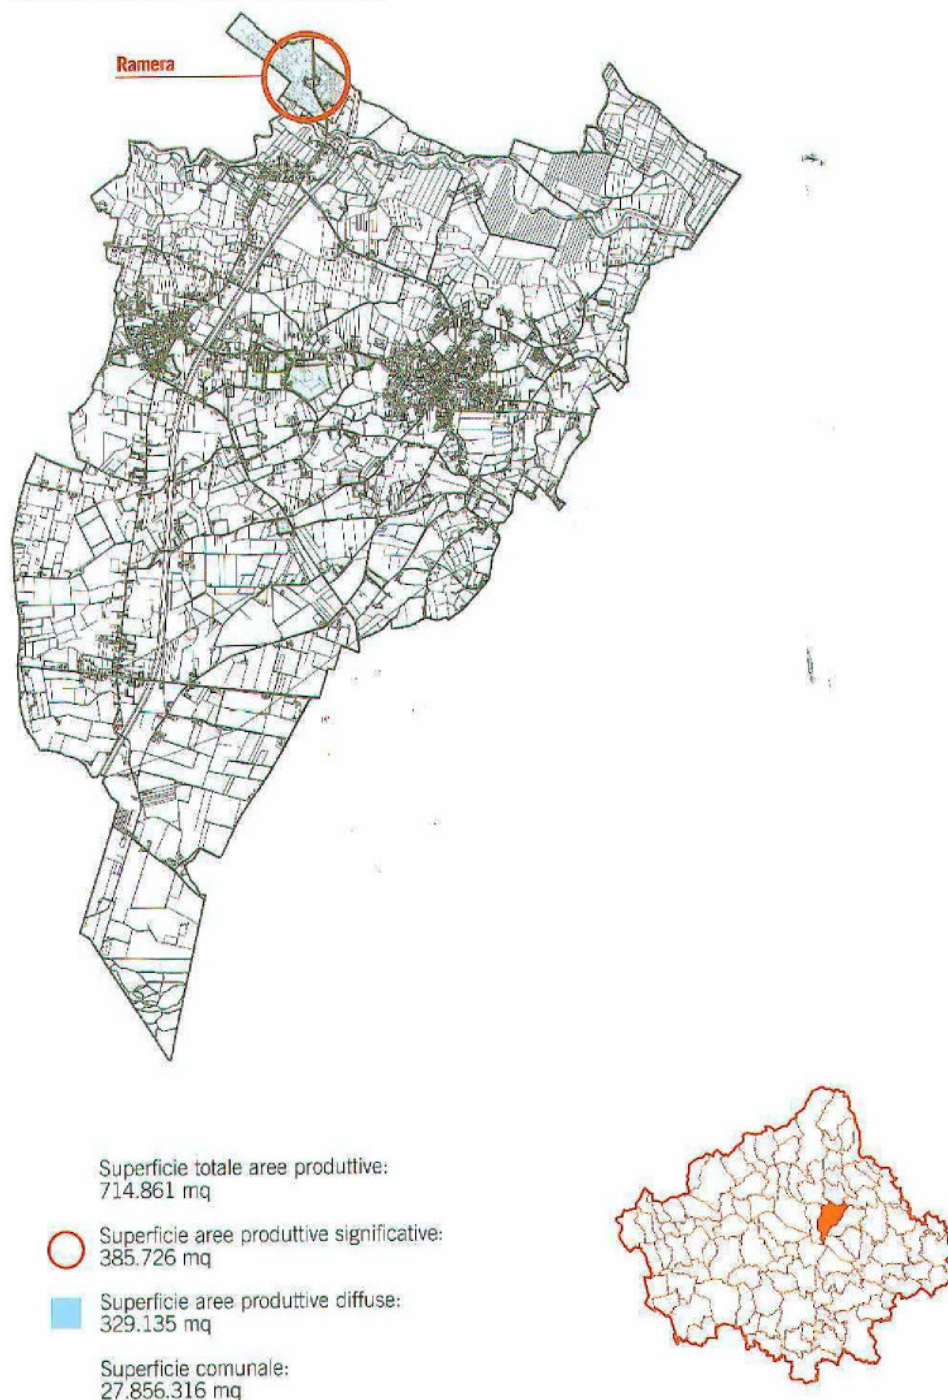 Ramera
Superficie totale aree produttive:
714.861 mq
Superficie aree produttive significative:
385.726 mq
Superficie aree produttive diffuse:
329.135 mq
Superficie comunale:
27.856.316 mq